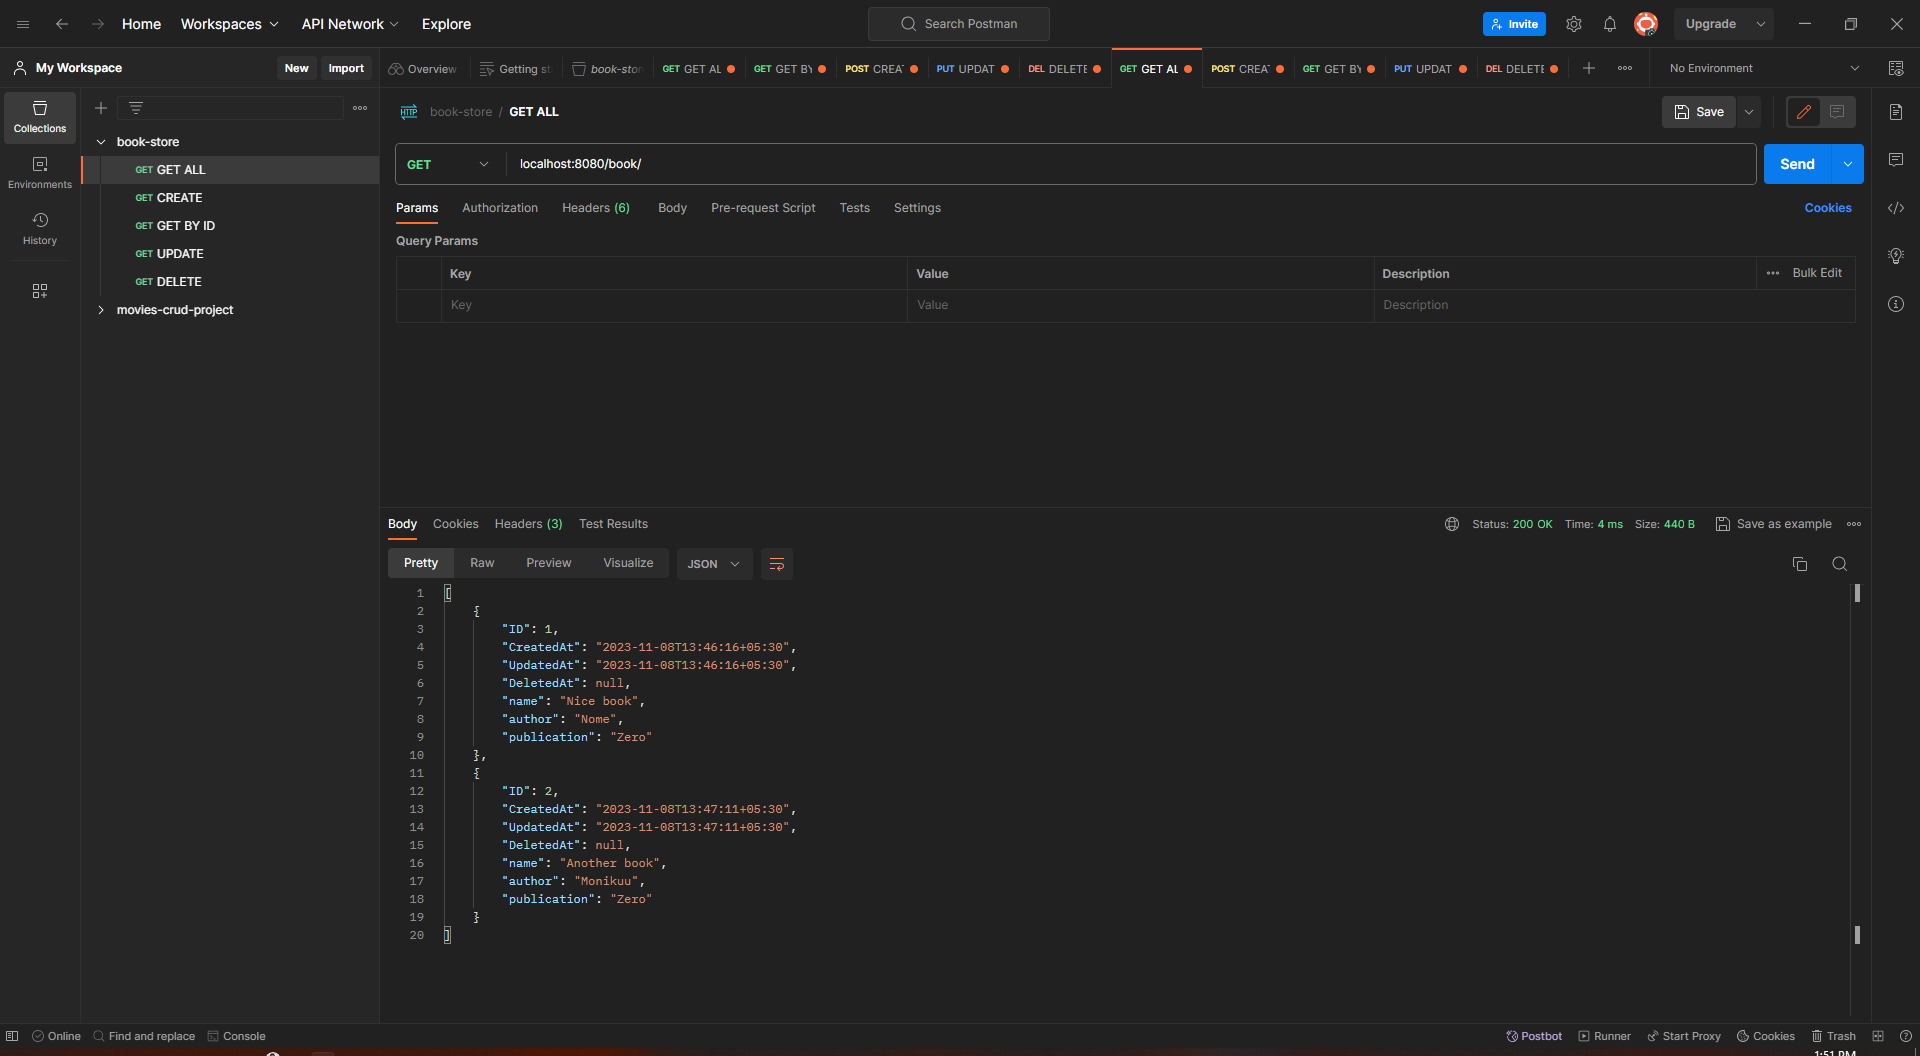 Home Workspaces API Network Explore Search Postman Invite Upgrade
My Workspace New Import Overview Getting st book-stor GET GET AL GET GET BY POST CREA PUT UPDAT DEL DELETE GET GET AL POST CREA GET GET BY PUT UPDAT DEL DELETE No Environment
Collections
Environments
History
book-store
GET GET ALL
GET CREATE
GET GET BY ID
GET UPDATE
GET DELETE
movies-crud-project
HTTP book-store / GET ALL Save
GET localhost:8080/book/ Send
Params Authorization Headers (6) Body Pre-request Script Tests Settings Cookies
Query Params
Key Value Description Bulk Edit
Key Value Description
Body Cookies Headers (3) Test Results Status: 200 OK Time: 4 ms Size: 440 B Save as example
Pretty Raw Preview Visualize JSON
1 [
2 {
3 "ID": 1,
4 "CreatedAt": "2023-11-08T13:46:16+05:30",
5 "UpdatedAt": "2023-11-08T13:46:16+05:30",
6 "DeletedAt": null,
7 "name": "Nice book",
8 "author": "Nome",
9 "publication": "Zero"
10 },
11 {
12 "ID": 2,
13 "CreatedAt": "2023-11-08T13:47:11+05:30",
14 "UpdatedAt": "2023-11-08T13:47:11+05:30",
15 "DeletedAt": null,
16 "name": "Another book",
17 "author": "Monikuu",
18 "publication": "Zero"
19 }
20 ]
Online Find and replace Console Postbot Runner Start Proxy Cookies Trash
1:51 PM